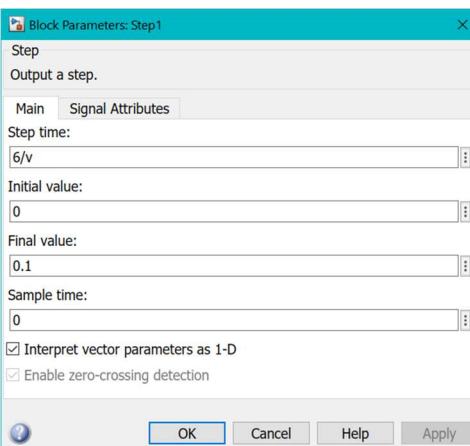 Block Parameters: Step1
Step
Output a step.
Main Signal Attributes
Step time:
6/v
Initial value:
0
Final value:
0.1
Sample time:
0
Interpret vector parameters as 1-D
Enable zero-crossing detection
OK Cancel Help Apply